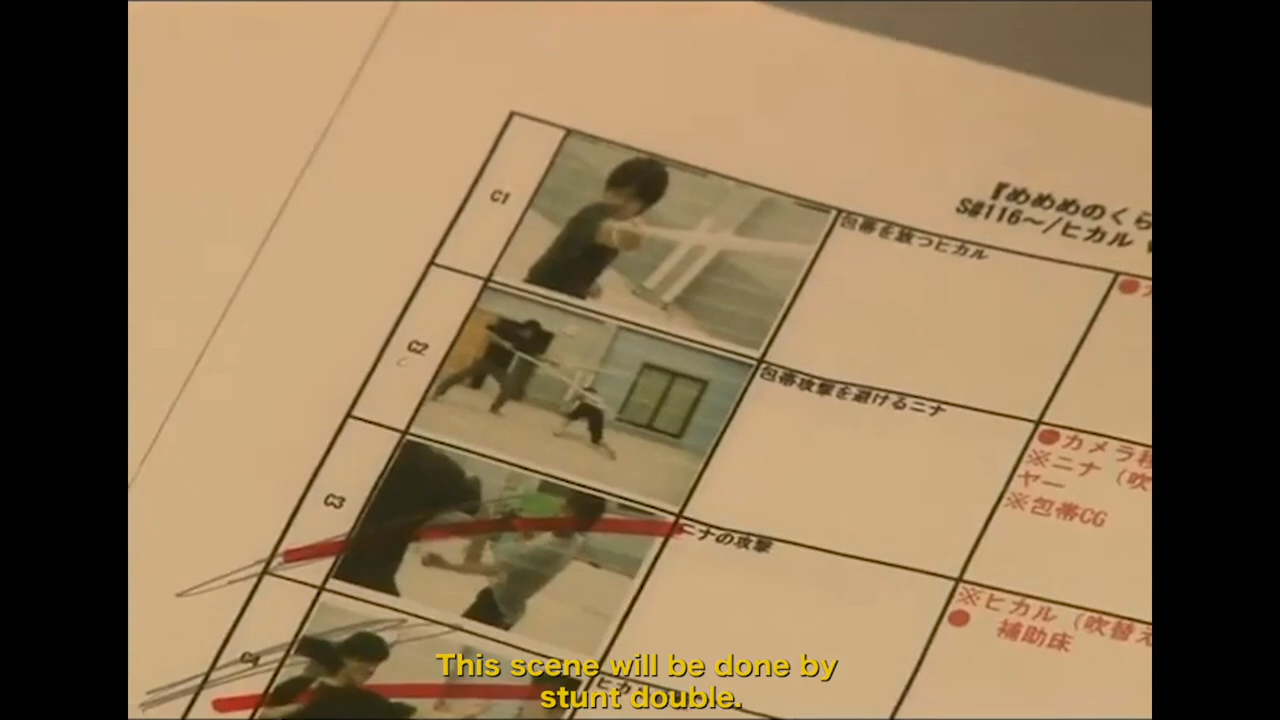 『めめめのくら
S#116～/ヒカル
C1
包帯を放つヒカル
C2
包帯攻撃を避けるニナ
●カメラ
※ニナ（吹
ヤー
※包帯CG
C3
ニナの攻撃
※ヒカル（吹替え
● 補助床
This scene will be done by
stunt double.